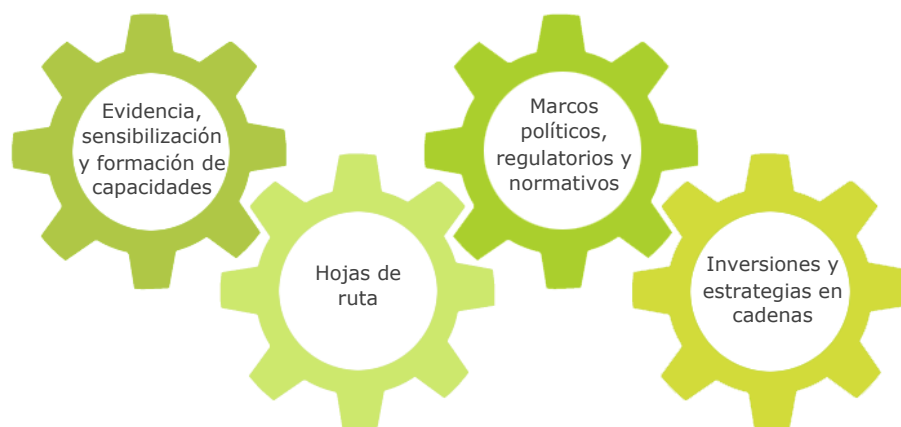 Evidencia,
sensibilización
y formación de
capacidades
Hojas de
ruta
Marcos
políticos,
regulatorios y
normativos
Inversiones y
estrategias en
cadenas